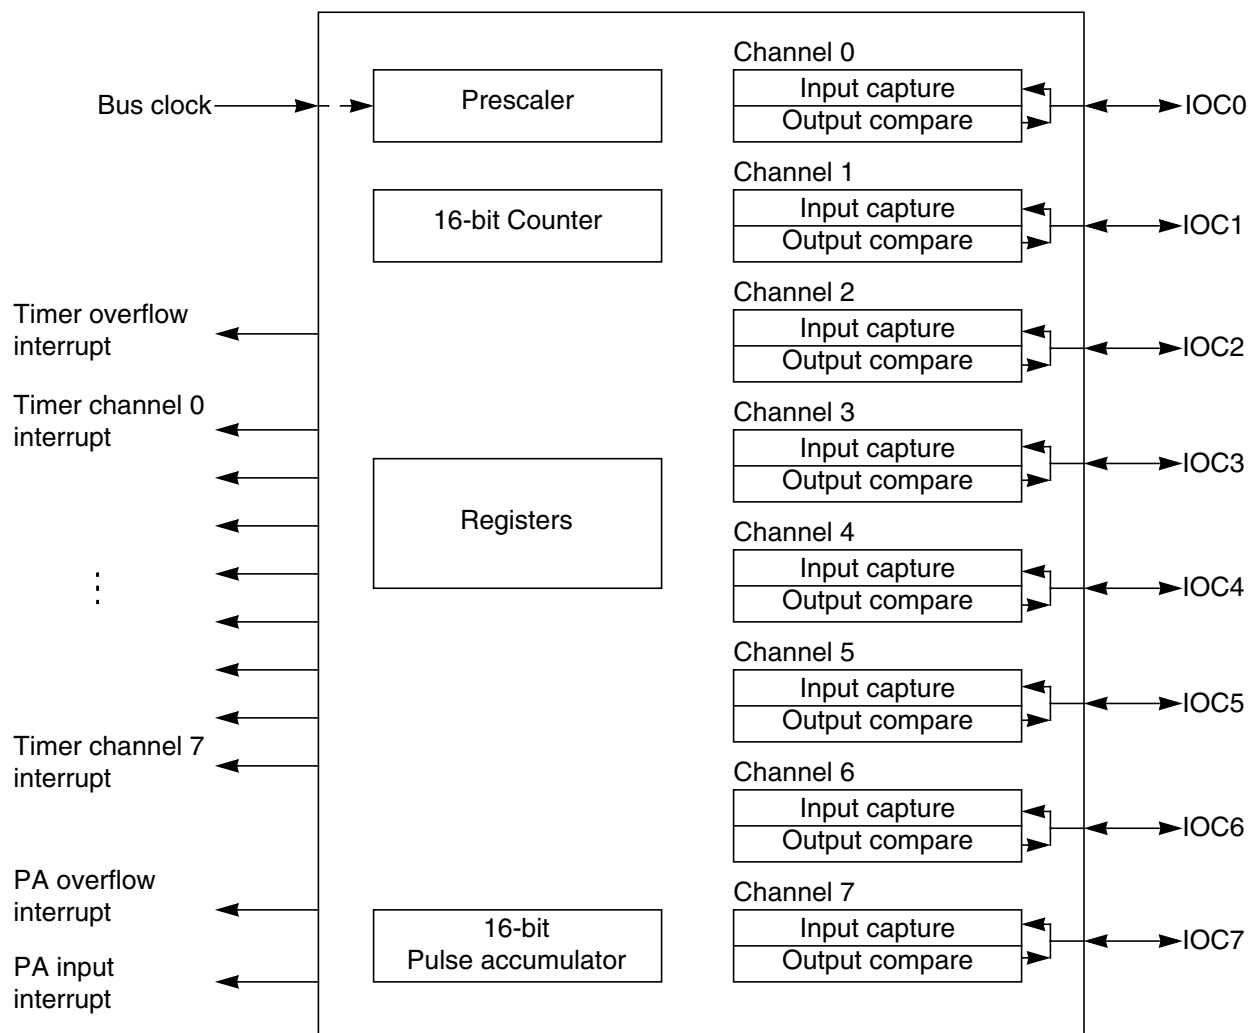 Channel 0
Bus clock
Prescaler
Input capture
Output compare
IOC0
Channel 1
16-bit Counter
Input capture
Output compare
IOC1
Channel 2
Timer overflow
interrupt
Input capture
Output compare
IOC2
Channel 3
Timer channel 0
interrupt
Input capture
Output compare
IOC3
Registers
Channel 4
Input capture
Output compare
IOC4
Channel 5
Input capture
Output compare
IOC5
Timer channel 7
interrupt
Channel 6
Input capture
Output compare
IOC6
PA overflow
interrupt
Channel 7
16-bit
Pulse accumulator
Input capture
Output compare
IOC7
PA input
interrupt